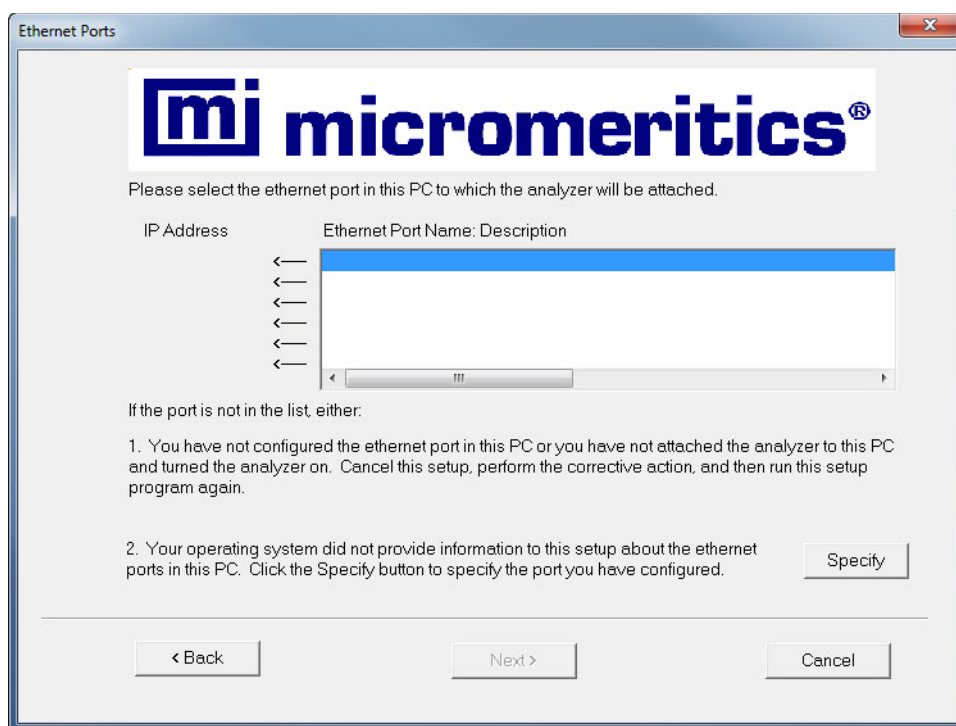 Ethernet Ports
mi micromeritics®
Please select the ethernet port in this PC to which the analyzer will be attached.
IP Address Ethernet Port Name: Description
If the port is not in the list, either:
1. You have not configured the ethernet port in this PC or you have not attached the analyzer to this PC
and turned the analyzer on. Cancel this setup, perform the corrective action, and then run this setup
program again.
2. Your operating system did not provide information to this setup about the ethernet
ports in this PC. Click the Specify button to specify the port you have configured.
Specify
< Back Next > Cancel